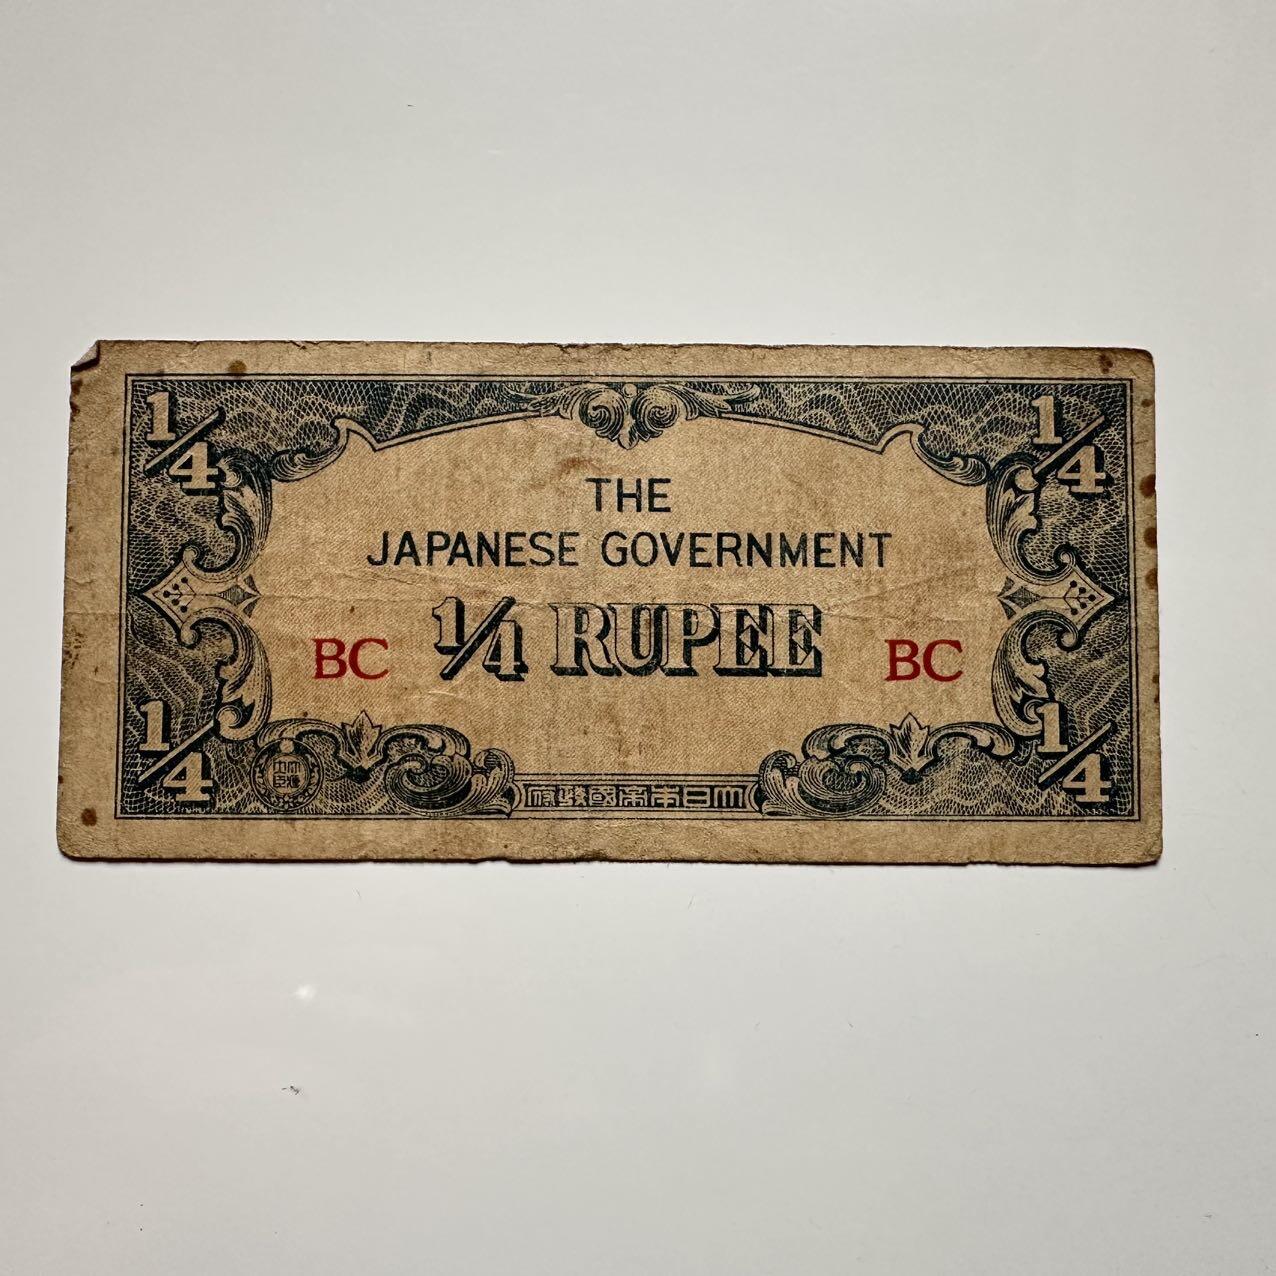 1/4 1/4
THE
JAPANESE GOVERNMENT
BC 1/4 RUPEE BC
1/4 1/4
府發國帝本日大